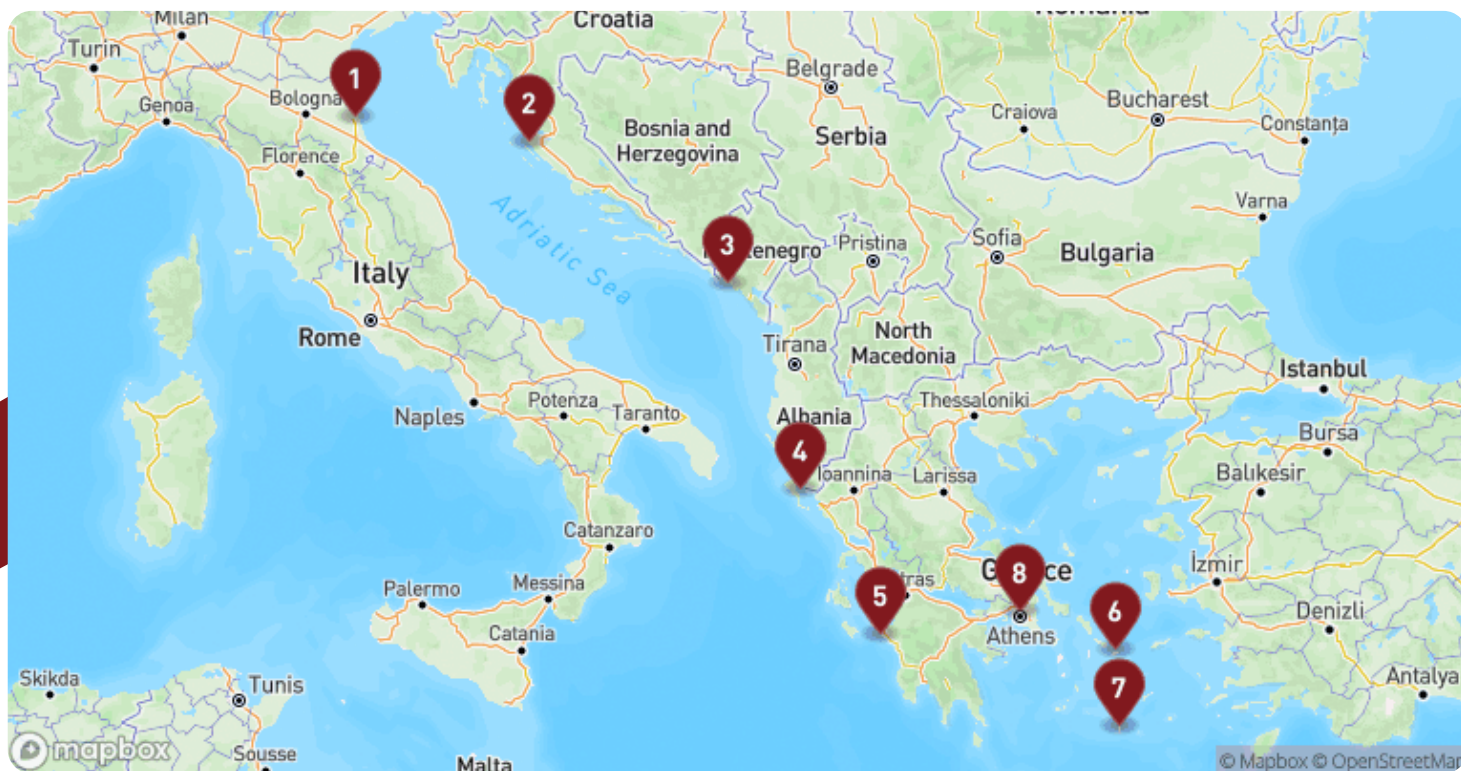 Croatia
Romania
Milan
Turin
Belgrade
1
2
Bologna
Genoa
Bucharest
Craiova
Constanța
Bosnia and
Herzegovina
Serbia
Florence
Adriatic Sea
Varna
3
Pristina
Sofia
Bulgaria
Italy
Rome
Tirana
North
Macedonia
Istanbul
Naples
Potenza
Taranto
Albania
Thessaloniki
Bursa
4
Ioannina
Larissa
Balıkesir
Catanzaro
Messina
Palermo
5
8
6
İzmir
Denizli
Athens
Catania
Skikda
Tunis
7
Antalya
mapbox
Sousse
Malta
© Mapbox © OpenStreetMap